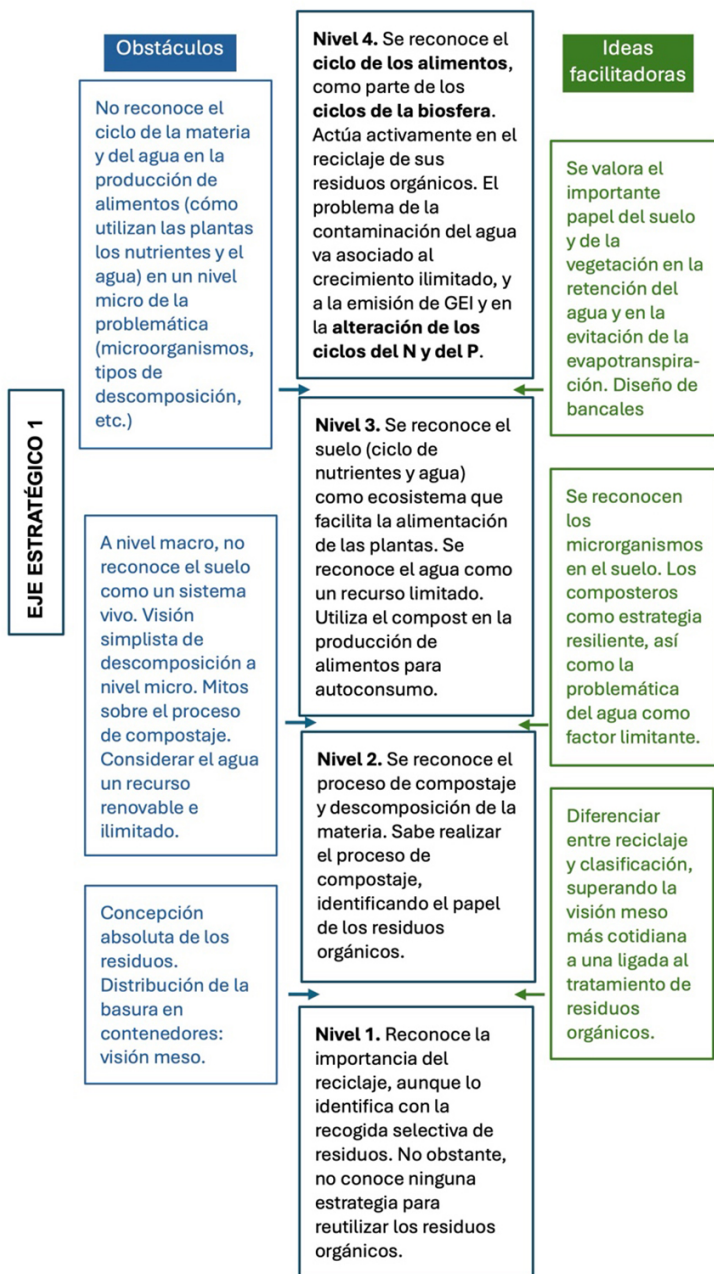 EJE ESTRATÉGICO 1
Obstáculos
No reconoce el
ciclo de la materia
y del agua en la
producción de
alimentos (cómo
utilizan las plantas
los nutrientes y el
agua) en un nivel
micro de la
problemática
(microorganismos,
tipos de
descomposición,
etc.)
A nivel macro, no
reconoce el suelo
como un sistema
vivo. Visión
simplista de
descomposición a
nivel micro. Mitos
sobre el proceso
de compostaje.
Considerar el agua
un recurso
renovable e
ilimitado.
Concepción
absoluta de los
residuos.
Distribución de la
basura en
contenedores:
visión meso.
Nivel 4. Se reconoce el
ciclo de los alimentos,
como parte de los
ciclos de la biosfera.
Actúa activamente en el
reciclaje de sus
residuos orgánicos. El
problema de la
contaminación del agua
va asociado al
crecimiento ilimitado, y
a la emisión de GEI y en
la alteración de los
ciclos del N y del P.
Nivel 3. Se reconoce el
suelo (ciclo de
nutrientes y agua)
como ecosistema que
facilita la alimentación
de las plantas. Se
reconoce el agua como
un recurso limitado.
Utiliza el compost en la
producción de
alimentos para
autoconsumo.
Nivel 2. Se reconoce el
proceso de compostaje
y descomposición de la
materia. Sabe realizar
el proceso de
compostaje,
identificando el papel
de los residuos
orgánicos.
Nivel 1. Reconoce la
importancia del
reciclaje, aunque lo
identifica con la
recogida selectiva de
residuos. No obstante,
no conoce ninguna
estrategia para
reutilizar los residuos
orgánicos.
Ideas
facilitadoras
Se valora el
importante
papel del suelo
y de la
vegetación en la
retención del
agua y en la
evitación de la
evapotranspira-
ción. Diseño de
bancales
Se reconocen
los
microrganismos
en el suelo. Los
composteros
como estrategia
resiliente, así
como la
problemática
del agua como
factor limitante.
Diferenciar
entre reciclaje
y clasificación,
superando la
visión meso
más cotidiana
a una ligada al
tratamiento de
residuos
orgánicos.